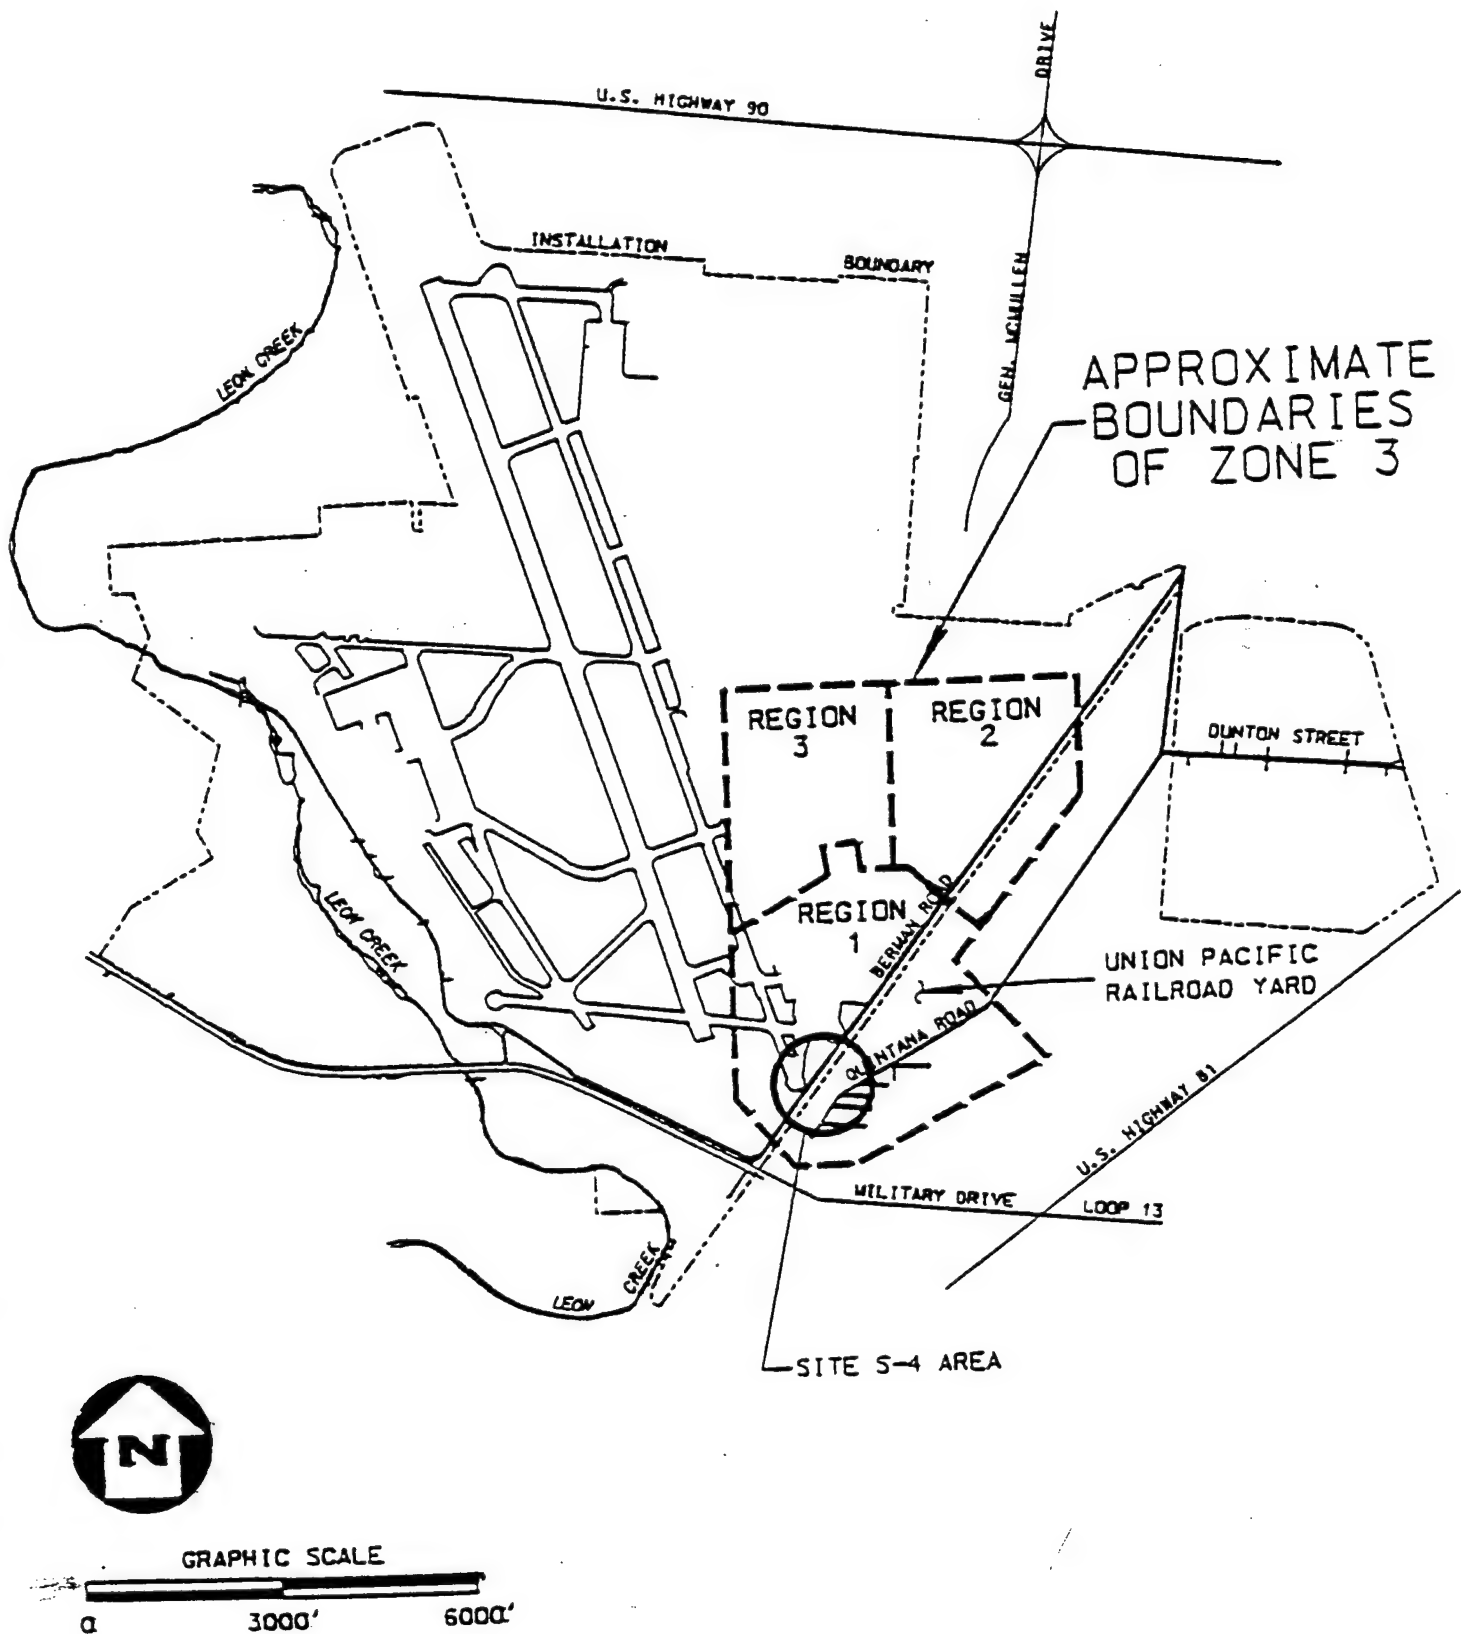 DRIVE
U.S. HIGHWAY 90
INSTALLATION
BOUNDARY
GEN. MCMULLEN
LEON CREEK
APPROXIMATE
BOUNDARIES
OF ZONE 3
REGION
3
REGION
2
DUNTON STREET
REGION
1
BERMAN ROAD
LEON CREEK
UNION PACIFIC
RAILROAD YARD
QUINTANA ROAD
U.S. HIGHWAY 81
MILITARY DRIVE
LOOP 13
LEON
CREEK
SITE S-4 AREA
N
GRAPHIC SCALE
0
3000'
6000'